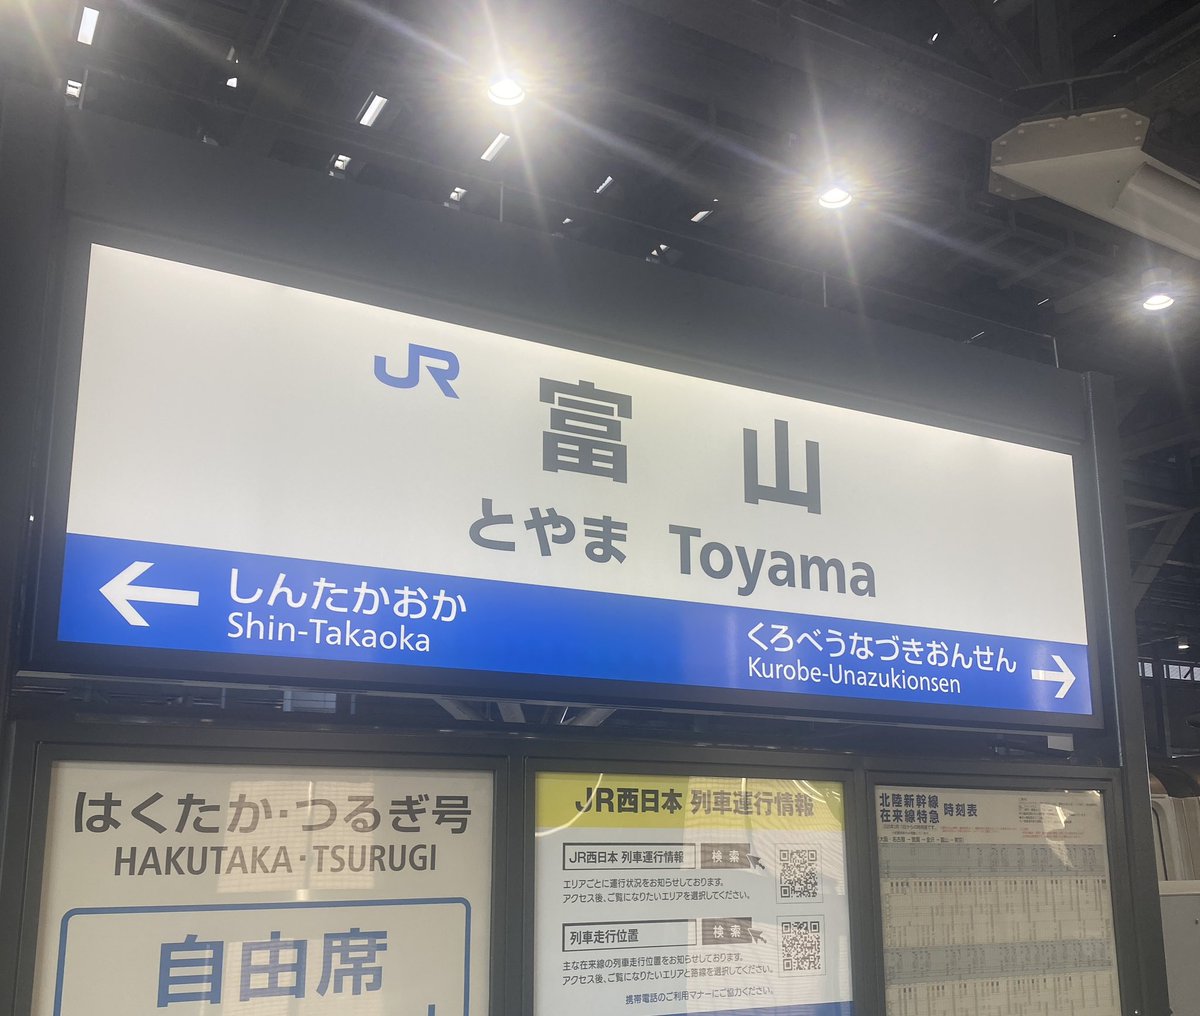 JR
富山
とやま Toyama
しんたかおか
Shin-Takaoka
くろべうなづきおんせん
Kurobe-Unazukionsen
はくたか・つるぎ号
HAKUTAKA・TSURUGI
自由席
JR西日本 列車運行情報
JR西日本 列車運行情報 検索
エリアごとに運行状況をお知らせしております。
アクセス後、ご覧になりたいエリアを選択してください。
列車走行位置 検索
主な在来線の列車走行位置をお知らせしております。
アクセス後、ご覧になりたいエリアと路線を選択してください。
携帯電話のご利用マナーにご協力ください。
北陸新幹線
在来線特急 時刻表